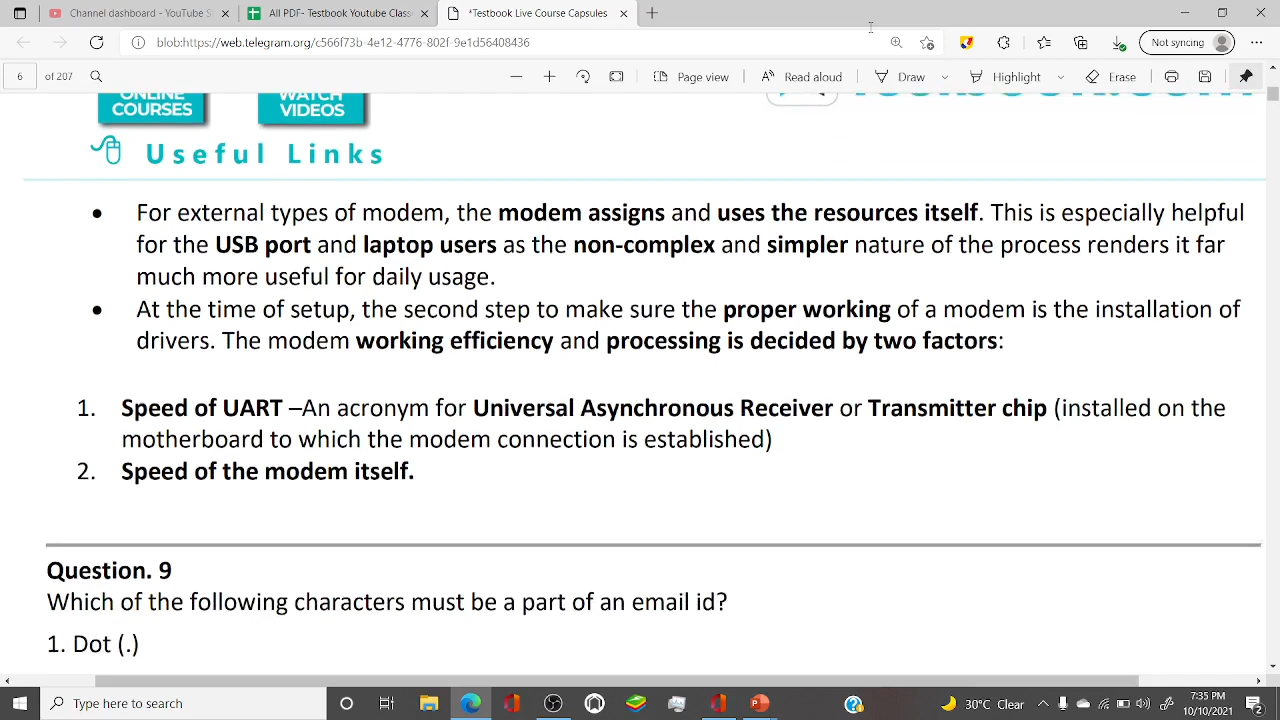 Channel dashboard - YouTube S
All PDF- Testbook Youtube Class
*Testbook Live Course Capsules
blob:https://web.telegram.org/c566f73b-4e12-4776-802f-9e1d56408436
Not syncing
6 of 207
Page view
Read aloud
Draw
Highlight
Erase
ONLINE COURSES
WATCH VIDEOS
Useful Links
• For external types of modem, the modem assigns and uses the resources itself. This is especially helpful
for the USB port and laptop users as the non-complex and simpler nature of the process renders it far
much more useful for daily usage.
• At the time of setup, the second step to make sure the proper working of a modem is the installation of
drivers. The modem working efficiency and processing is decided by two factors:
1. Speed of UART –An acronym for Universal Asynchronous Receiver or Transmitter chip (installed on the
motherboard to which the modem connection is established)
2. Speed of the modem itself.
Question. 9
Which of the following characters must be a part of an email id?
1. Dot (.)
Type here to search
30°C Clear
7:35 PM
10/10/2021
2